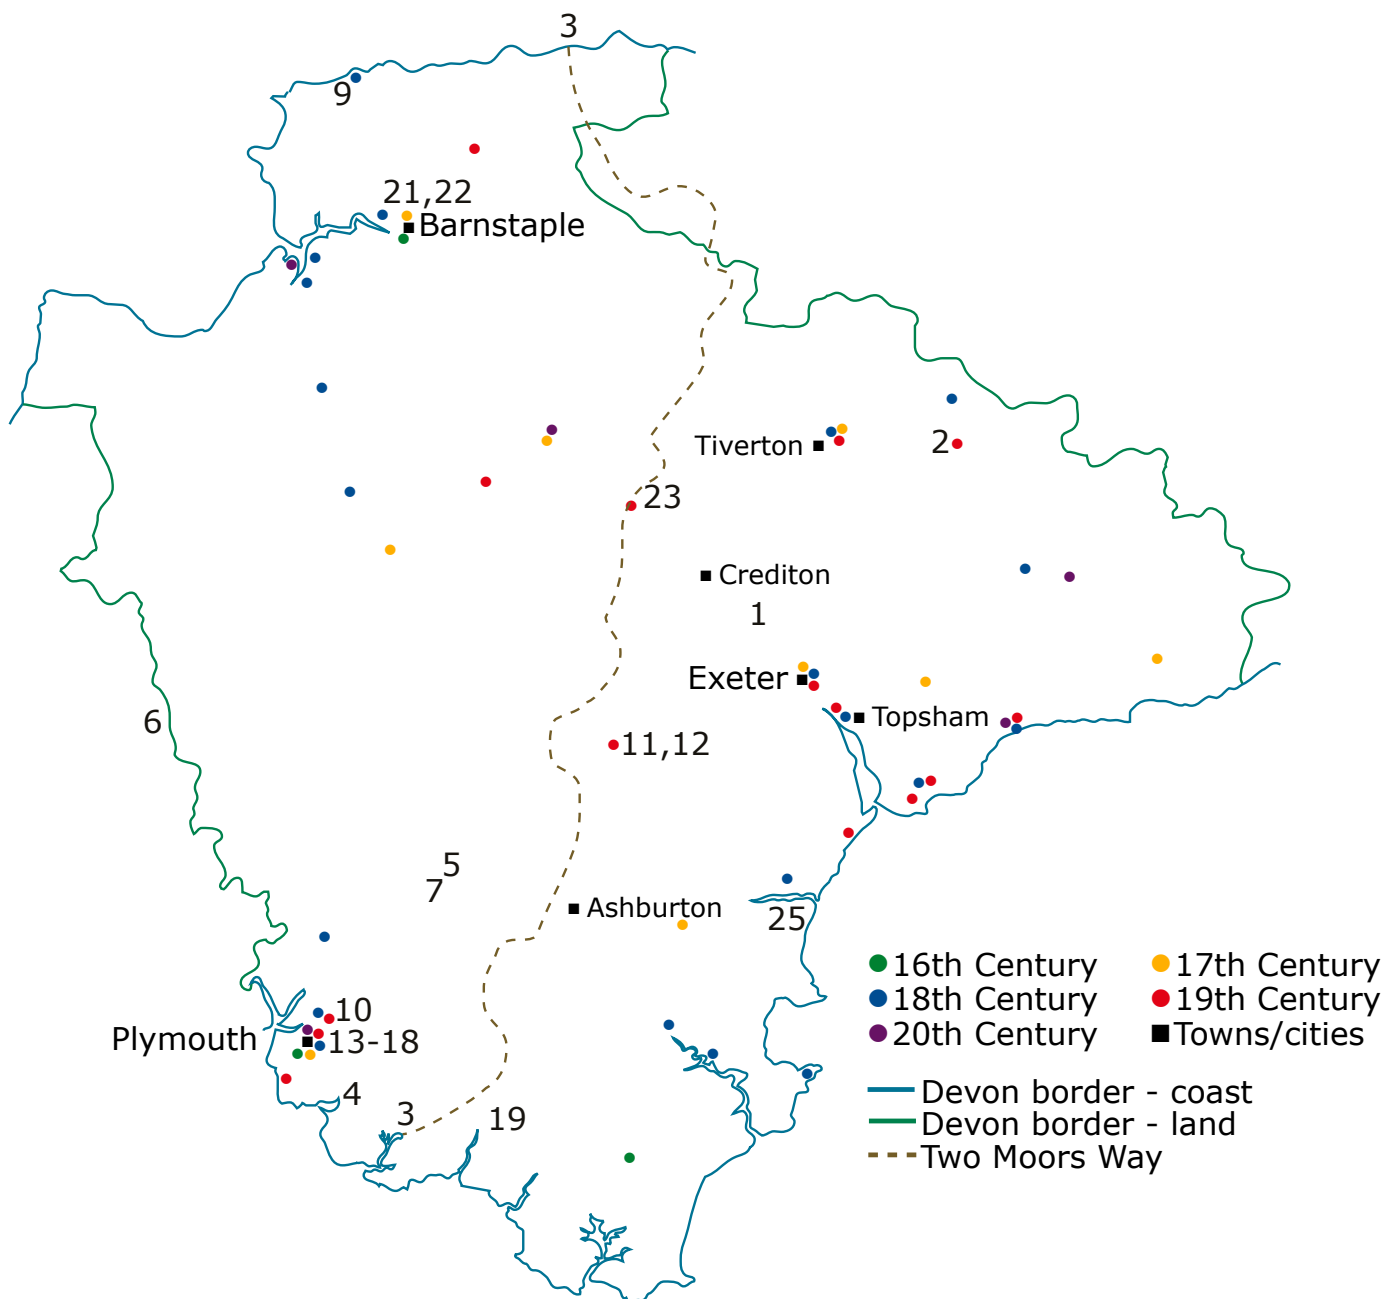 3
9
21,22
Barnstaple
Tiverton
2
23
Crediton
1
Exeter
6
Topsham
11,12
5
7
Ashburton
25
16th Century
17th Century
18th Century
19th Century
20th Century
Towns/cities
10
Plymouth
13-18
4
3
19
Devon border - coast
Devon border - land
Two Moors Way